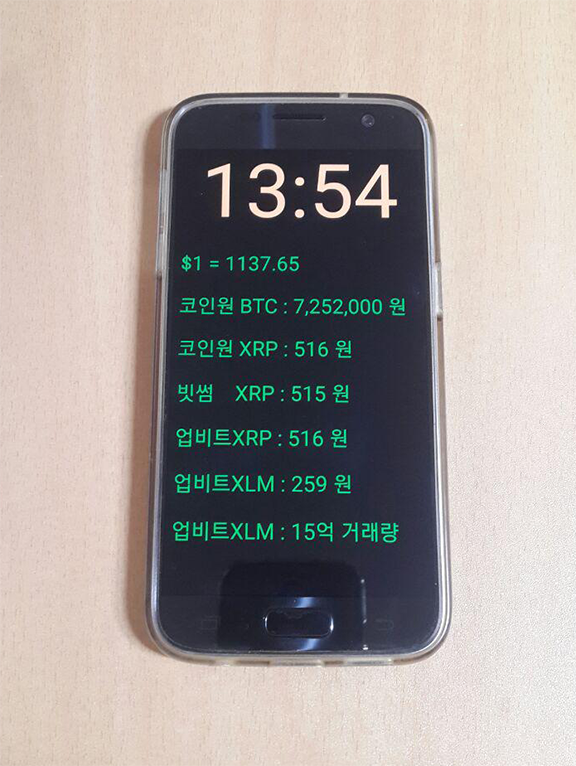 13:54
$1 = 1137.65
코인원 BTC : 7,252,000 원
코인원 XRP : 516 원
빗썸 XRP : 515 원
업비트XRP : 516 원
업비트XLM : 259 원
업비트XLM : 15억 거래량